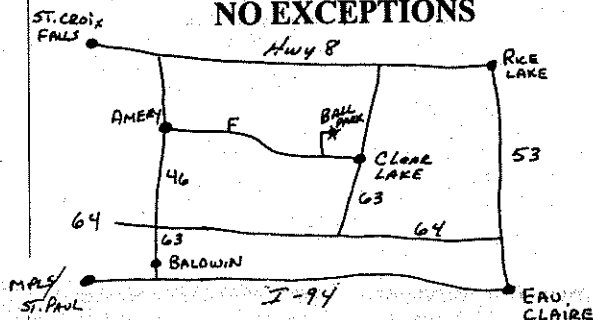 NO EXCEPTIONS
ST. CROIX
FALLS
Hwy 8
RICE
LAKE
AMERY
F
BALL
PARK
CLEAR
LAKE
53
46
63
64
64
63
BALDWIN
MPLS/
ST. PAUL
I-94
EAU
CLAIRE